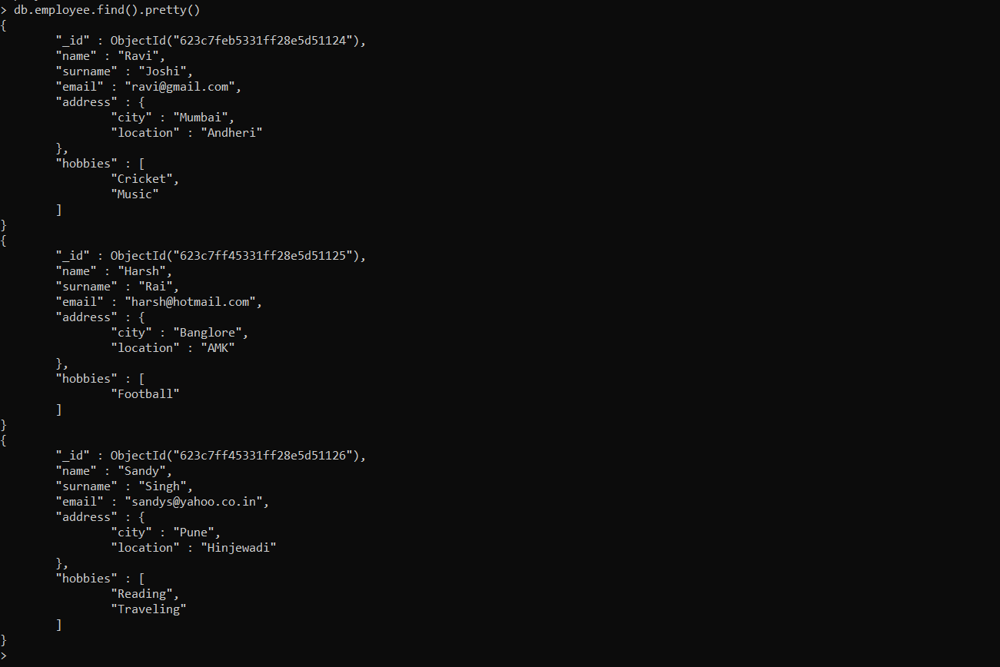 > db.employee.find().pretty()
{
        "_id" : ObjectId("623c7feb5331ff28e5d51124"),
        "name" : "Ravi",
        "surname" : "Joshi",
        "email" : "ravi@gmail.com",
        "address" : {
                "city" : "Mumbai",
                "location" : "Andheri"
        },
        "hobbies" : [
                "Cricket",
                "Music"
        ]
}
{
        "_id" : ObjectId("623c7ff45331ff28e5d51125"),
        "name" : "Harsh",
        "surname" : "Rai",
        "email" : "harsh@hotmail.com",
        "address" : {
                "city" : "Banglore",
                "location" : "AMK"
        },
        "hobbies" : [
                "Football"
        ]
}
{
        "_id" : ObjectId("623c7ff45331ff28e5d51126"),
        "name" : "Sandy",
        "surname" : "Singh",
        "email" : "sandys@yahoo.co.in",
        "address" : {
                "city" : "Pune",
                "location" : "Hinjewadi"
        },
        "hobbies" : [
                "Reading",
                "Traveling"
        ]
}
>